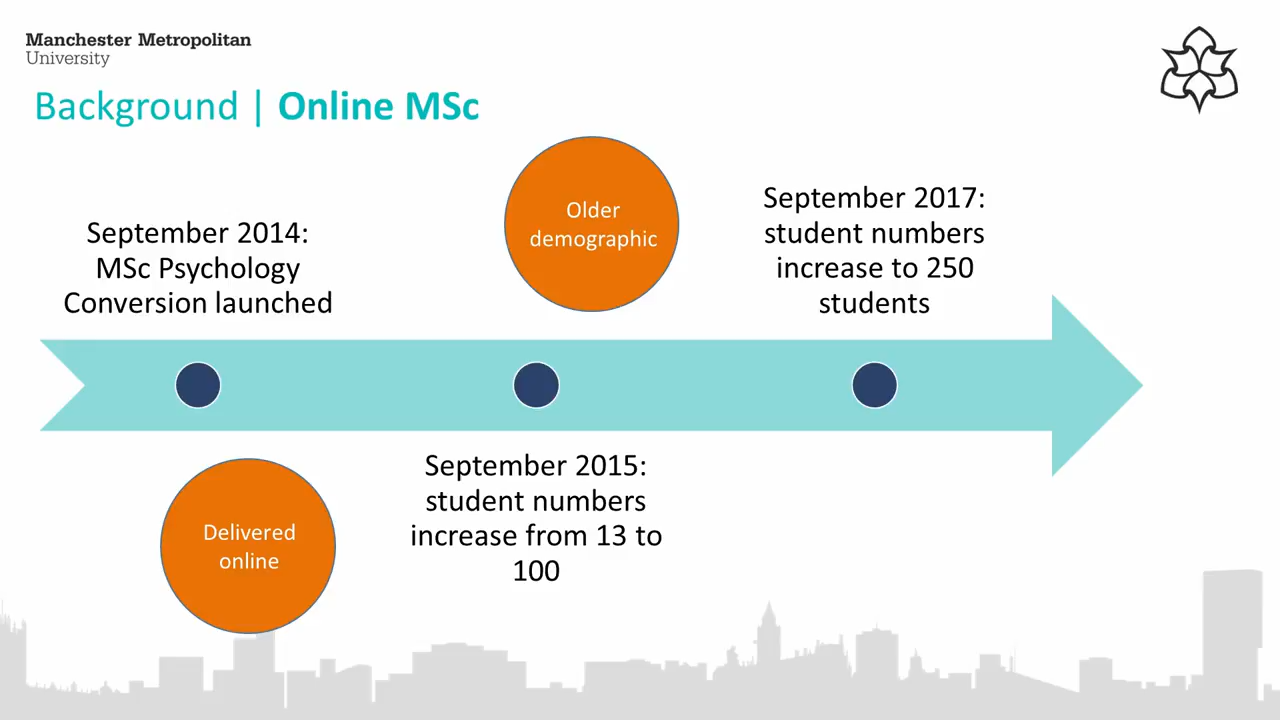 Manchester Metropolitan
University
Background | Online MSc
September 2014:
MSc Psychology
Conversion launched
Older
demographic
September 2017:
student numbers
increase to 250
students
Delivered
online
September 2015:
student numbers
increase from 13 to
100